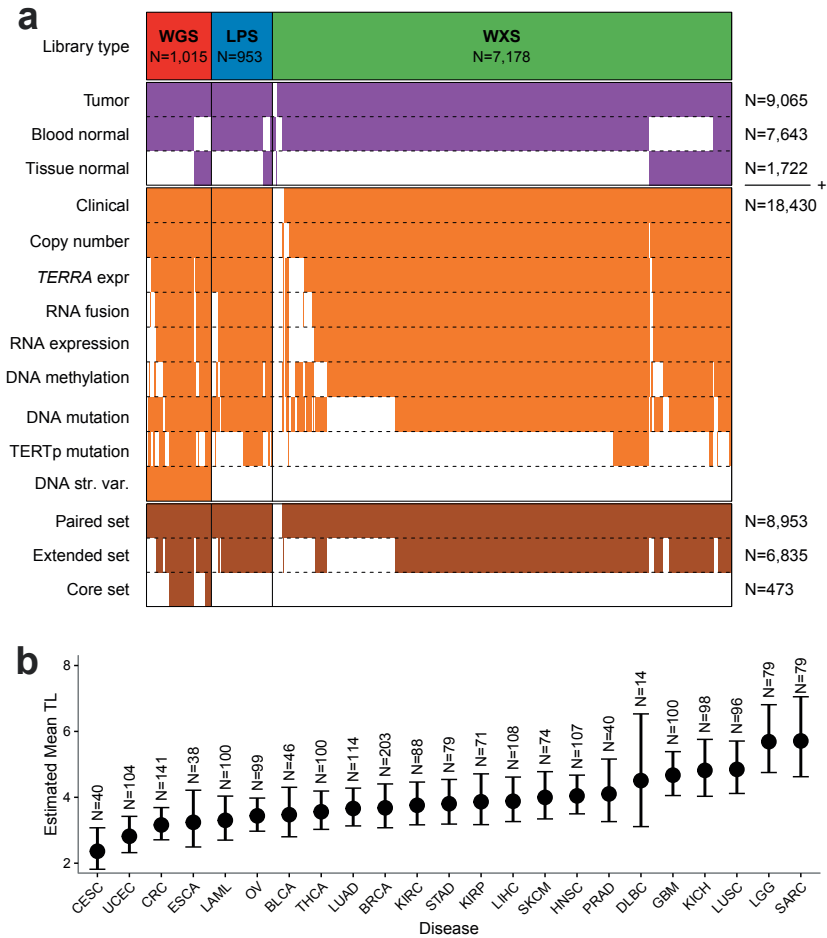 a
WGS LPS WXS
Library type N=1,015 N=953 N=7,178
Tumor N=9,065
Blood normal N=7,643
Tissue normal N=1,722
+
Clinical N=18,430
Copy number
TERRA expr
RNA fusion
RNA expression
DNA methylation
DNA mutation
TERTp mutation
DNA str. var.
Paired set N=8,953
Extended set N=6,835
Core set N=473
b
Estimated Mean TL
8
6
4
2
N=40 N=104 N=141 N=38 N=100 N=99 N=46 N=100 N=114 N=203 N=88 N=79 N=71 N=108 N=74 N=107 N=40 N=14 N=100 N=98 N=96 N=79 N=79
CESC UCEC CRC ESCA LAML OV BLCA THCA LUAD BRCA KIRC STAD KIRP LIHC SKCM HNSC PRAD DLBC GBM KICH LUSC LGG SARC
Disease